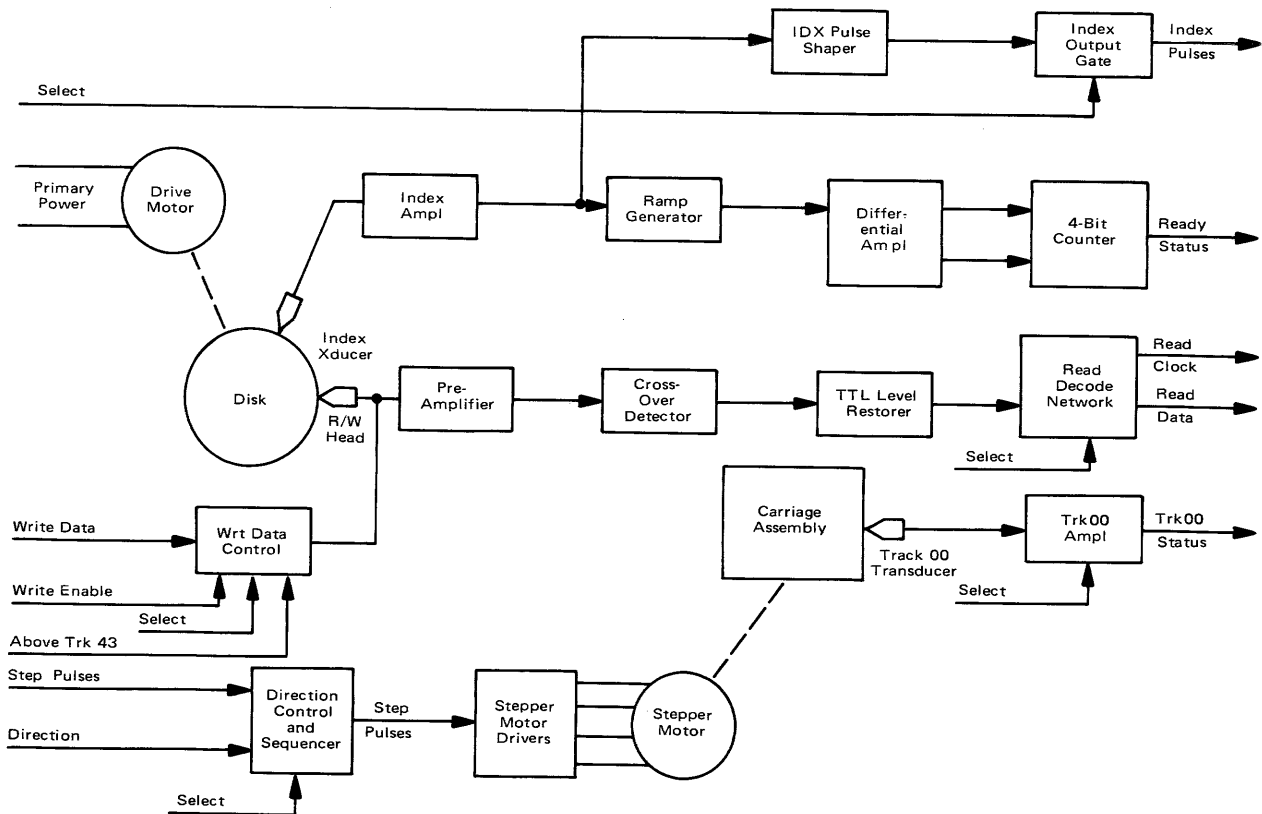 IDX Pulse
Shaper
Index
Output
Gate
Index
Pulses
Select
Primary
Power
Drive
Motor
Index
Ampl
Ramp
Generator
Differ-
ential
Ampl
4-Bit
Counter
Ready
Status
Index
Xducer
Disk
R/W
Head
Pre-
Amplifier
Cross-
Over
Detector
TTL Level
Restorer
Read
Decode
Network
Read
Clock
Read
Data
Select
Write Data
Wrt Data
Control
Write Enable
Select
Above Trk 43
Carriage
Assembly
Track 00
Transducer
Trk00
Ampl
Trk00
Status
Select
Step Pulses
Direction
Direction
Control
and
Sequencer
Select
Step
Pulses
Stepper
Motor
Drivers
Stepper
Motor